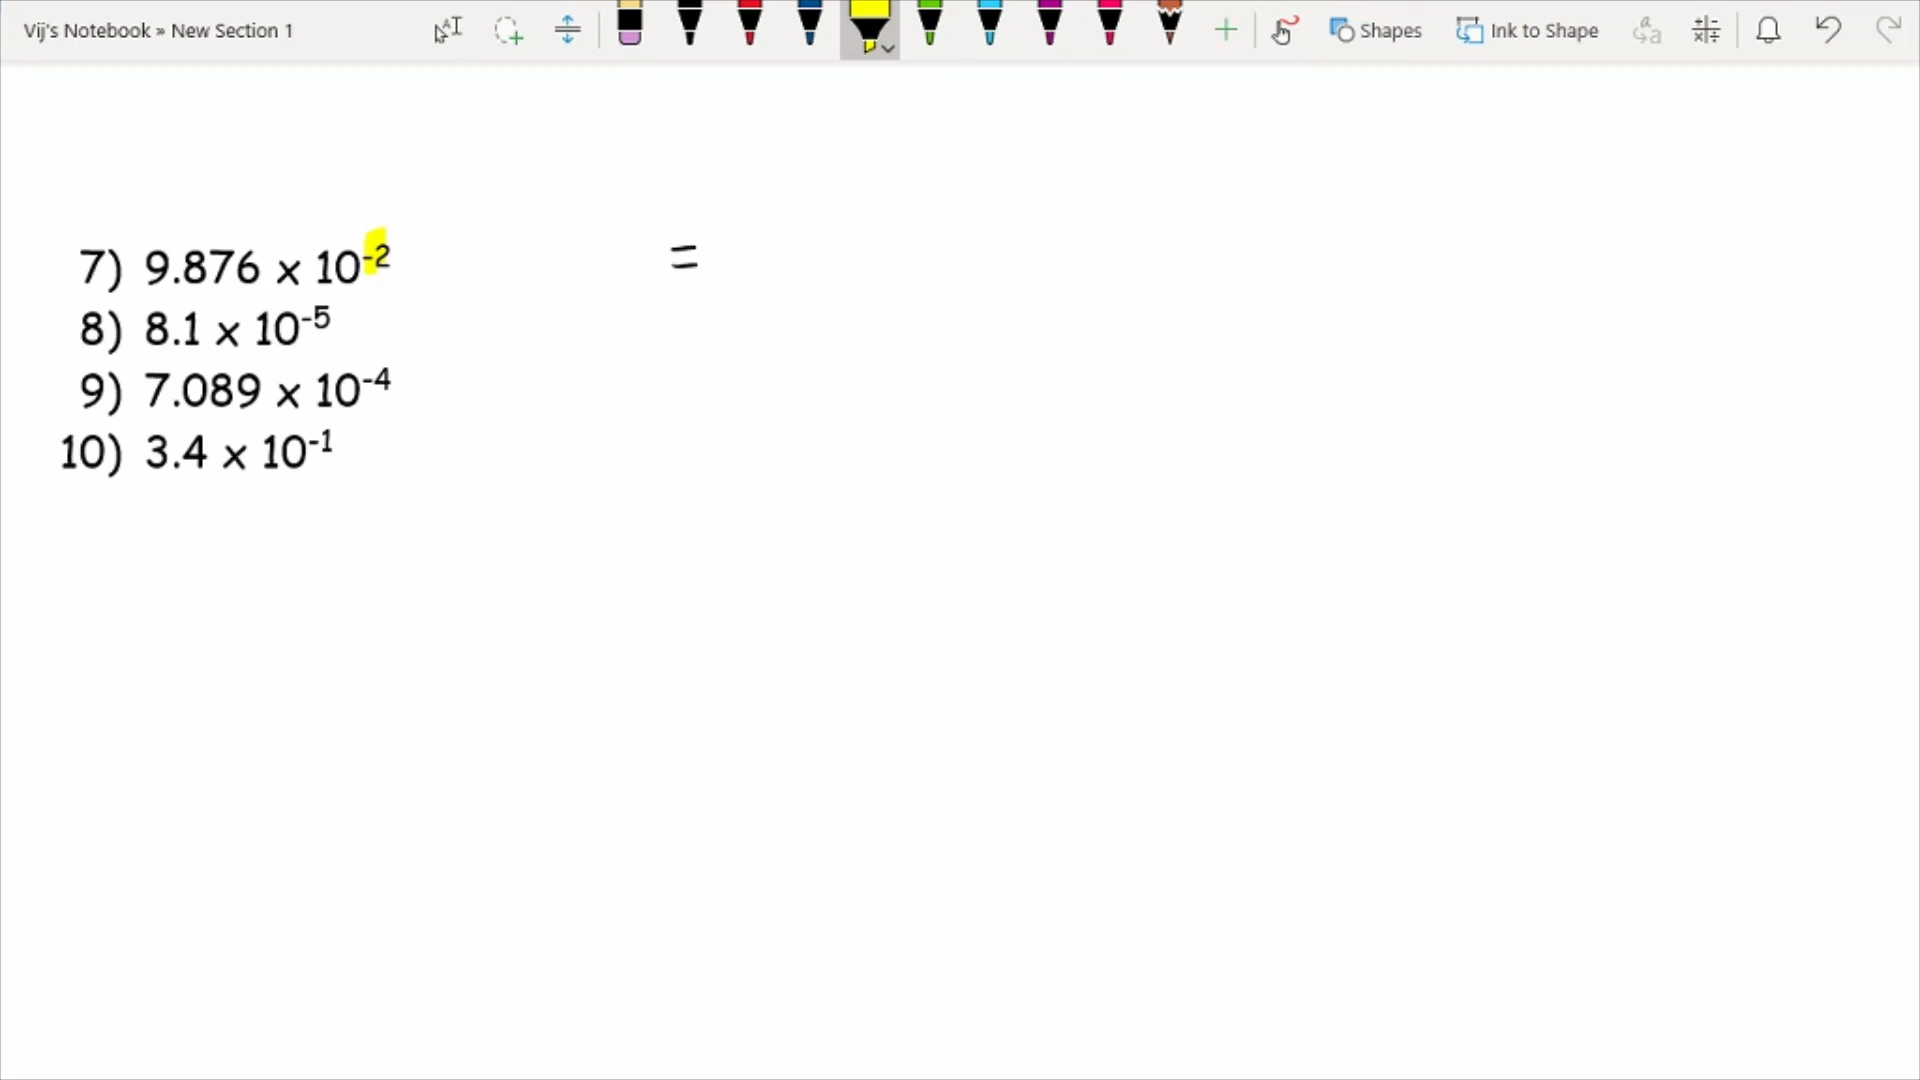 Vij's Notebook » New Section 1
Shapes
Ink to Shape
7) 9.876 x 10⁻² =
8) 8.1 x 10⁻⁵
9) 7.089 x 10⁻⁴
10) 3.4 x 10⁻¹